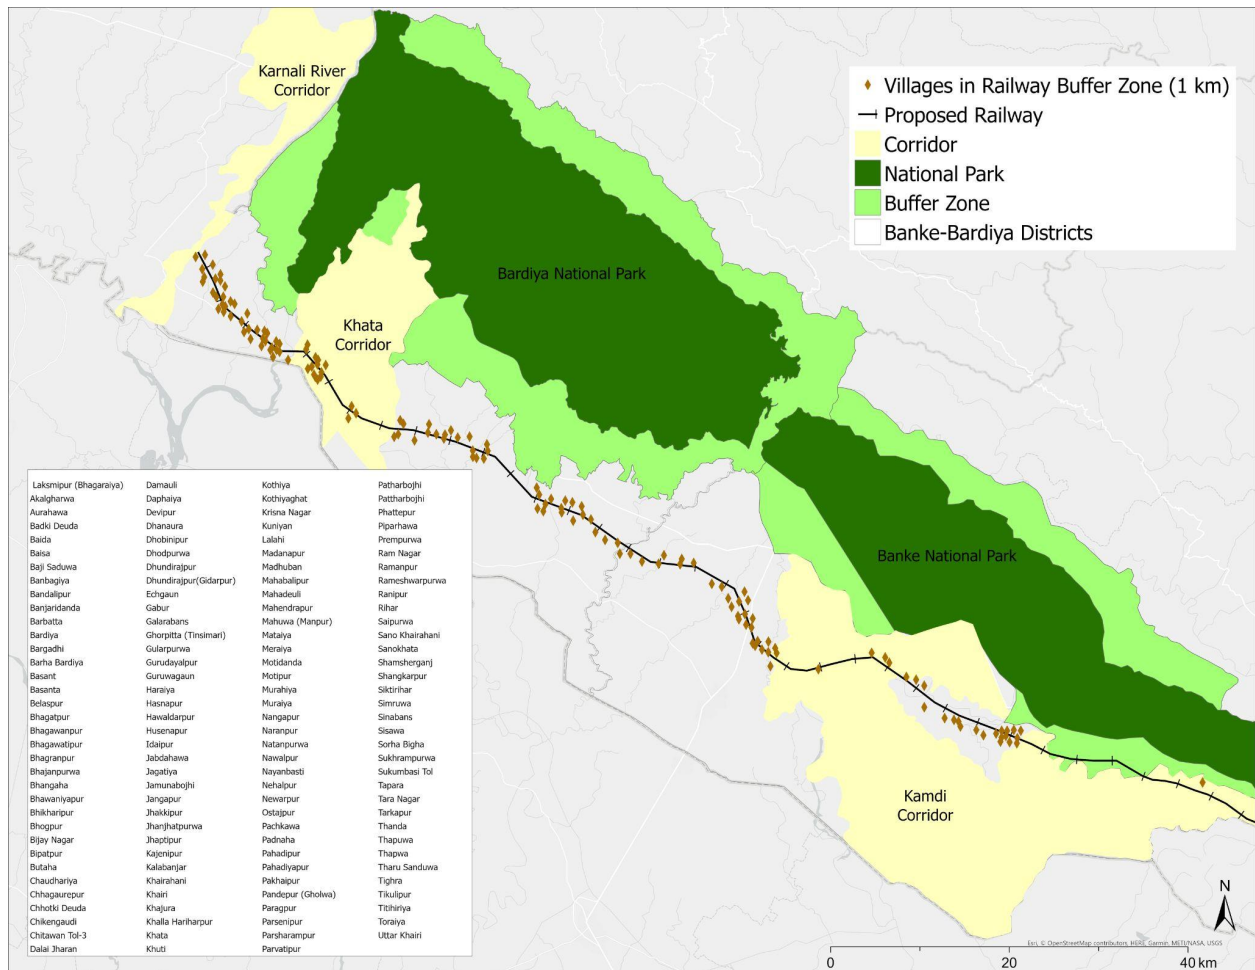 Karnali River
Corridor
Villages in Railway Buffer Zone (1 km)
Proposed Railway
Corridor
National Park
Buffer Zone
Banke-Bardiya Districts
Bardiya National Park
Khata
Corridor
Banke National Park
Kamdi
Corridor
Laksmipur (Bhagaraiya) Damauli Kothiya Patharbojhi
Akalgharwa Daphaiya Kothiyaghat Pattharbojhi
Aurahawa Devipur Krisna Nagar Phattepur
Badki Deuda Dhanaura Kuniyan Piparhawa
Baida Dhobinipur Lalahi Prempurwa
Baisa Dhodpurwa Madanapur Ram Nagar
Baji Saduwa Dhundirajpur Madhuban Ramanpur
Banbagiya Dhundirajpur(Gidarpur) Mahabalipur Rameshwarpurwa
Bandalipur Echgaun Mahadeuli Ranipur
Banjaridanda Gabur Mahendrapur Rihar
Barbatta Galarabans Mahuwa (Manpur) Saipurwa
Bardiya Ghorpitta (Tinsimari) Mataiya Sano Khairahani
Bargadhi Gularpurwa Meraiya Sanokhata
Barha Bardiya Gurudayalpur Motidanda Shamsherganj
Basant Guruwagaun Motipur Shangkarpur
Basanta Haraiya Murahiya Siktirihar
Belaspur Hasnapur Muraiya Simruwa
Bhagatpur Hawaldarpur Nangapur Sinabans
Bhagawanpur Husenapur Naranpur Sisawa
Bhagawatipur Idaipur Natanpurwa Sorha Bigha
Bhagranpur Jabdahawa Nawalpur Sukhrampurwa
Bhajanpurwa Jagatiya Nayanbasti Sukumbasi Tol
Bhangaha Jamunabojhi Nehalpur Tapara
Bhawaniyapur Jangapur Newarpur Tara Nagar
Bhikharipur Jhakkipur Ostajpur Tarkapur
Bhogpur Jhanjhatpurwa Pachkawa Thanda
Bijay Nagar Jhaptipur Padnaha Thapuwa
Bipatpur Kajenipur Pahadipur Thapwa
Butaha Kalabanjar Pahadiyapur Tharu Sanduwa
Chaudhariya Khairahani Pakhaipur Tighra
Chhagaurepur Khairi Pandepur (Gholwa) Tikulipur
Chhotki Deuda Khajura Paragpur Titihiriya
Chikengaudi Khalla Hariharpur Parsenipur Toraiya
Chitawan Tol-3 Khata Parsharampur Uttar Khairi
Dalai Jharan Khuti Parvatipur
N
Esri, © OpenStreetMap contributors, HERE, Garmin, METI/NASA, USGS
0 20 40 km